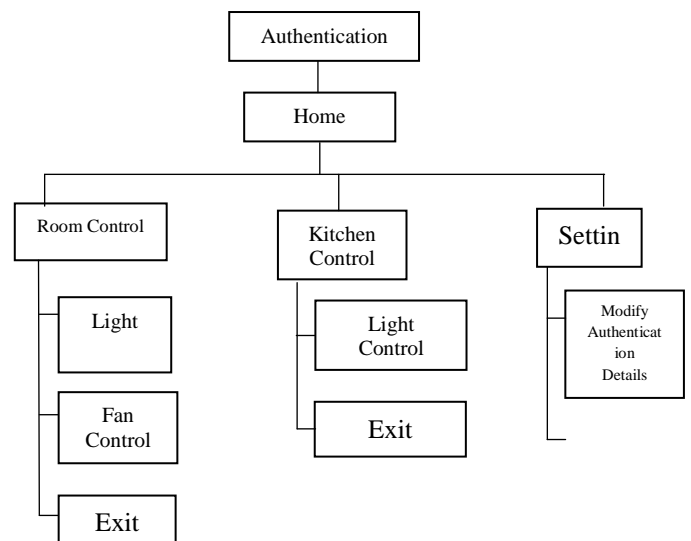 Authentication
Home
Room Control
Kitchen
Control
Settin
Light
Light
Control
Modify
Authenticat
ion
Details
Fan
Control
Exit
Exit